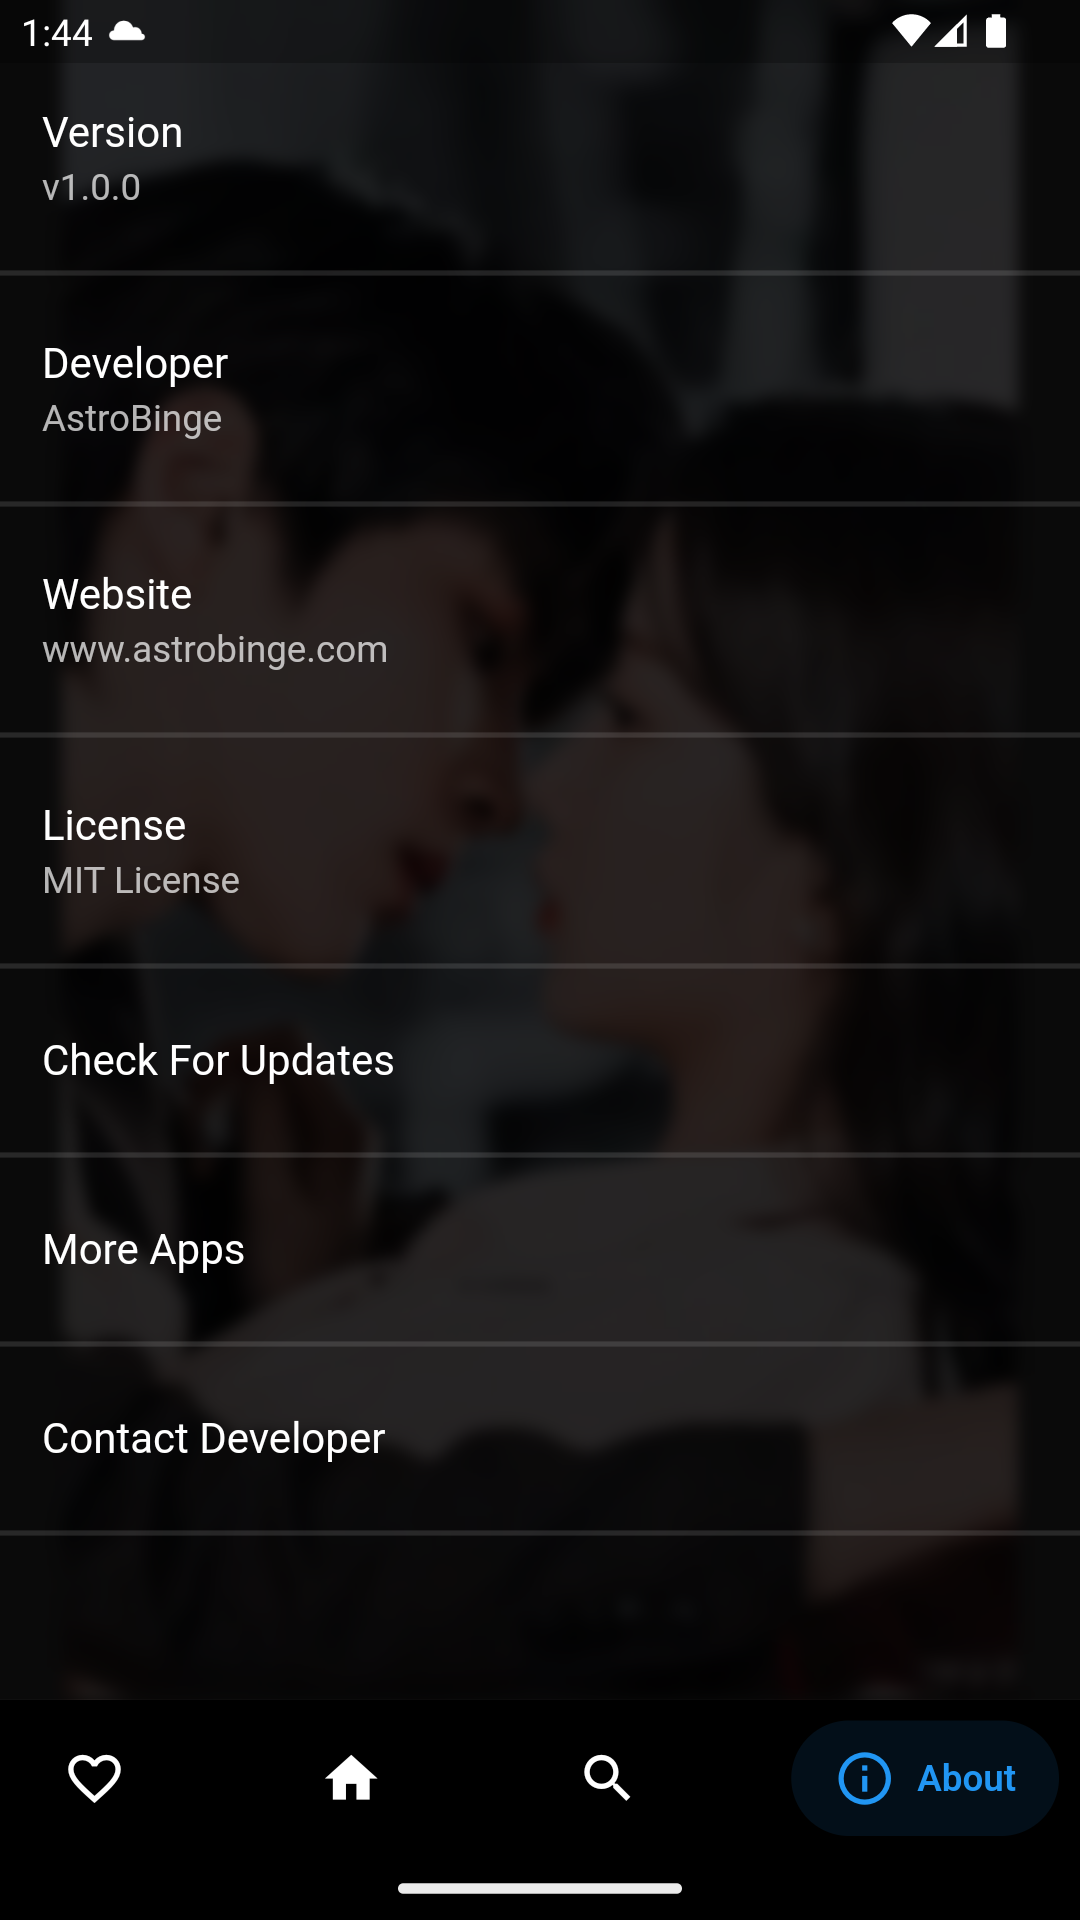 1:44
Version
v1.0.0
Developer
AstroBinge
Website
www.astrobinge.com
License
MIT License
Check For Updates
More Apps
Contact Developer
About